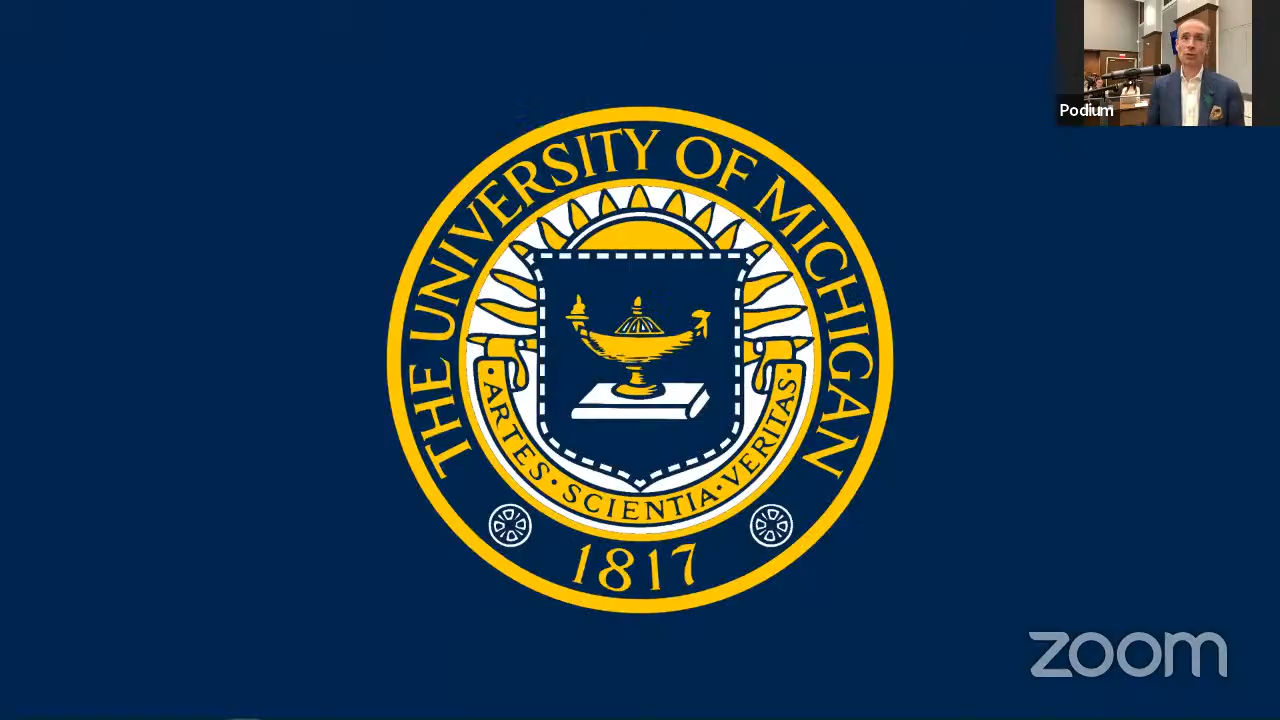 Podium
THE UNIVERSITY OF MICHIGAN
ARTES · SCIENTIA · VERITAS
1817
zoom